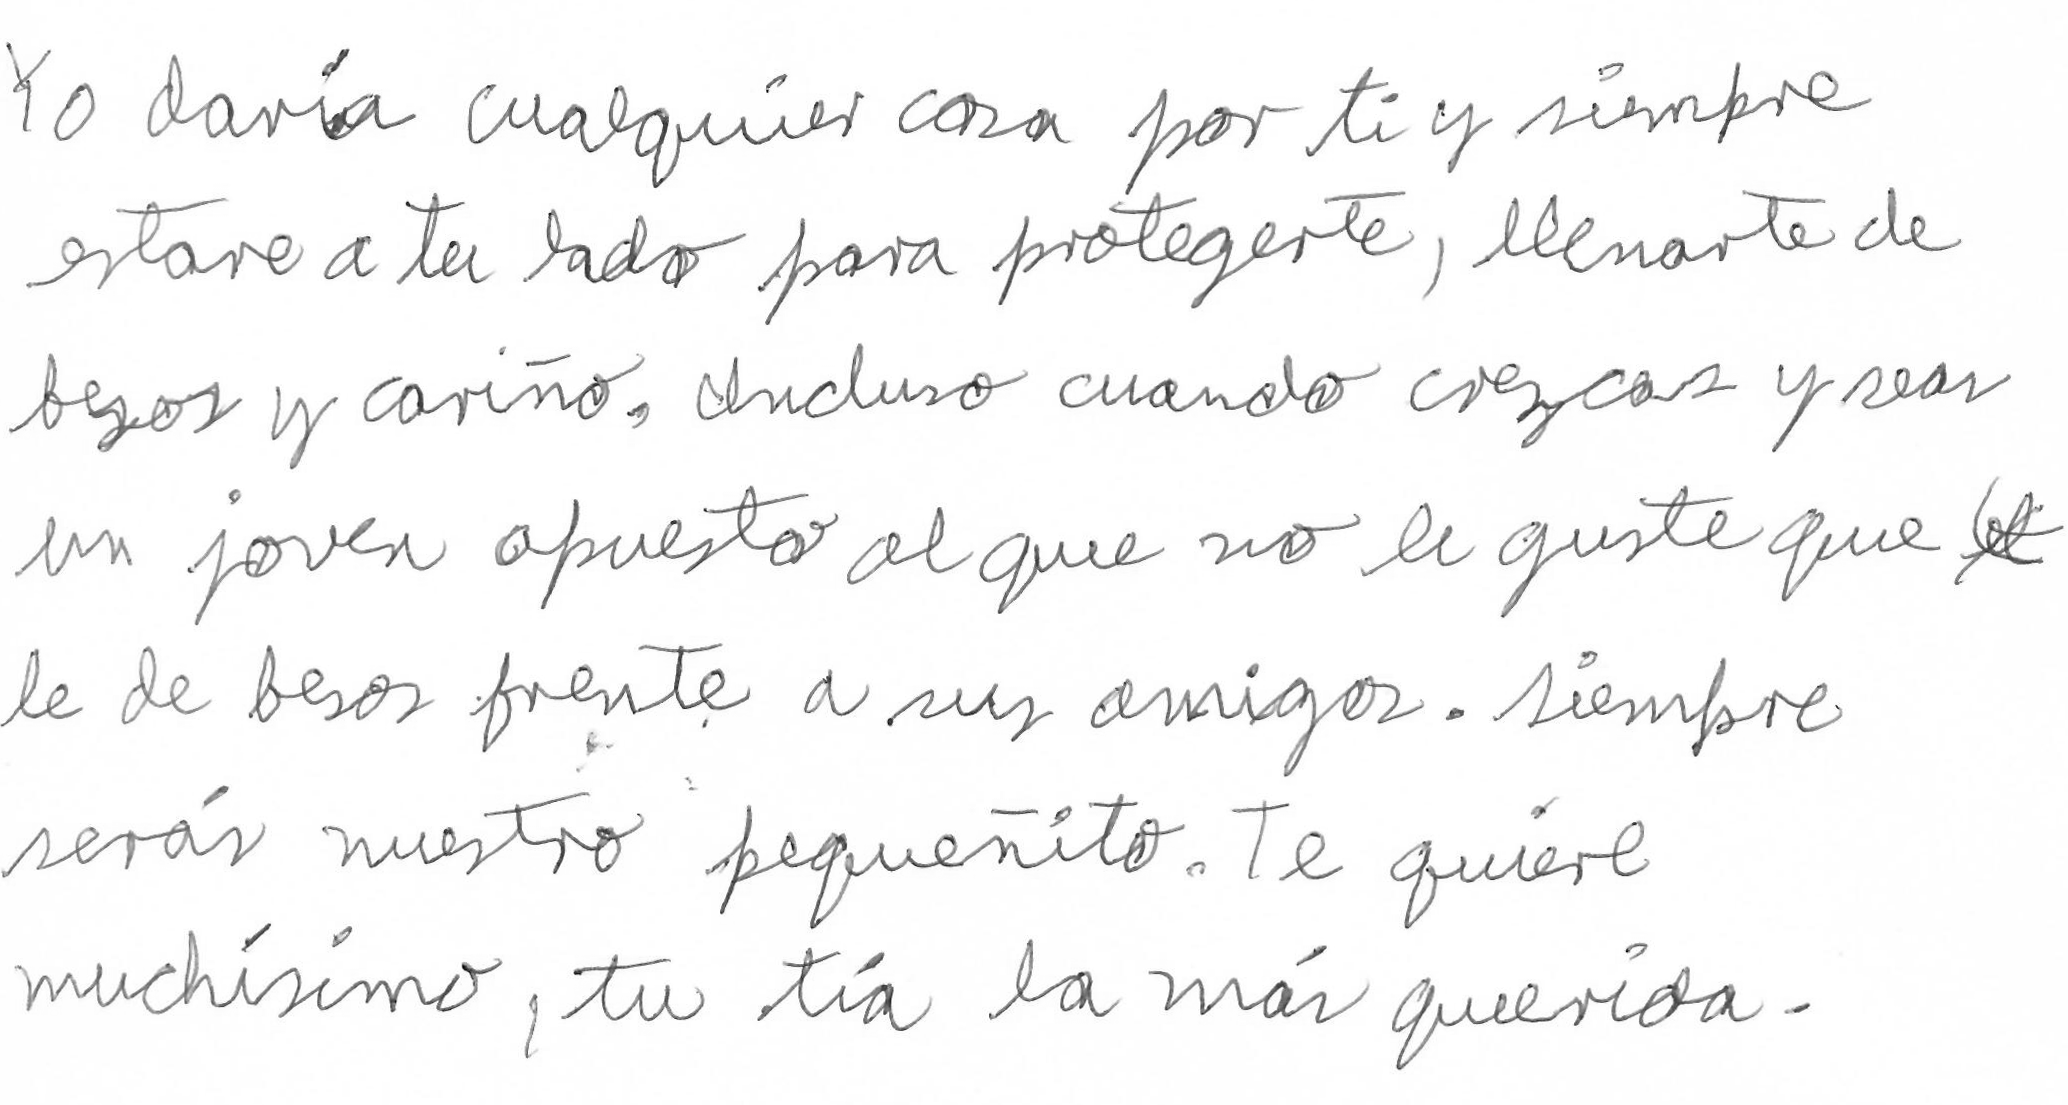 Yo daría cualquier cosa por ti y siempre
estare a tu lado para protegerte, llenarte de
besos y cariño. Incluso cuando crezcas y seas
un joven apuesto al que no le guste que
le de besos frente a sus amigos. siempre
serás nuestro pequeñito. Te quiere
muchísimo, tu tía la más querida.